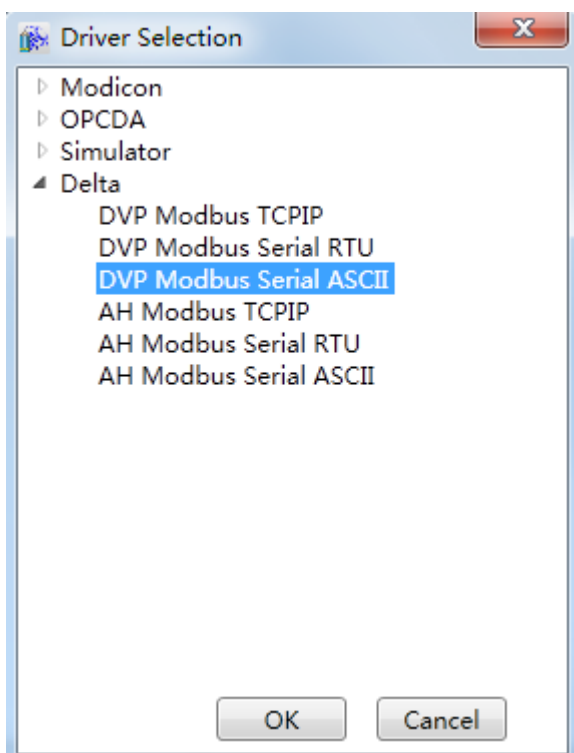 Driver Selection
Modicon
OPCDA
Simulator
Delta
DVP Modbus TCPIP
DVP Modbus Serial RTU
DVP Modbus Serial ASCII
AH Modbus TCPIP
AH Modbus Serial RTU
AH Modbus Serial ASCII
OK Cancel